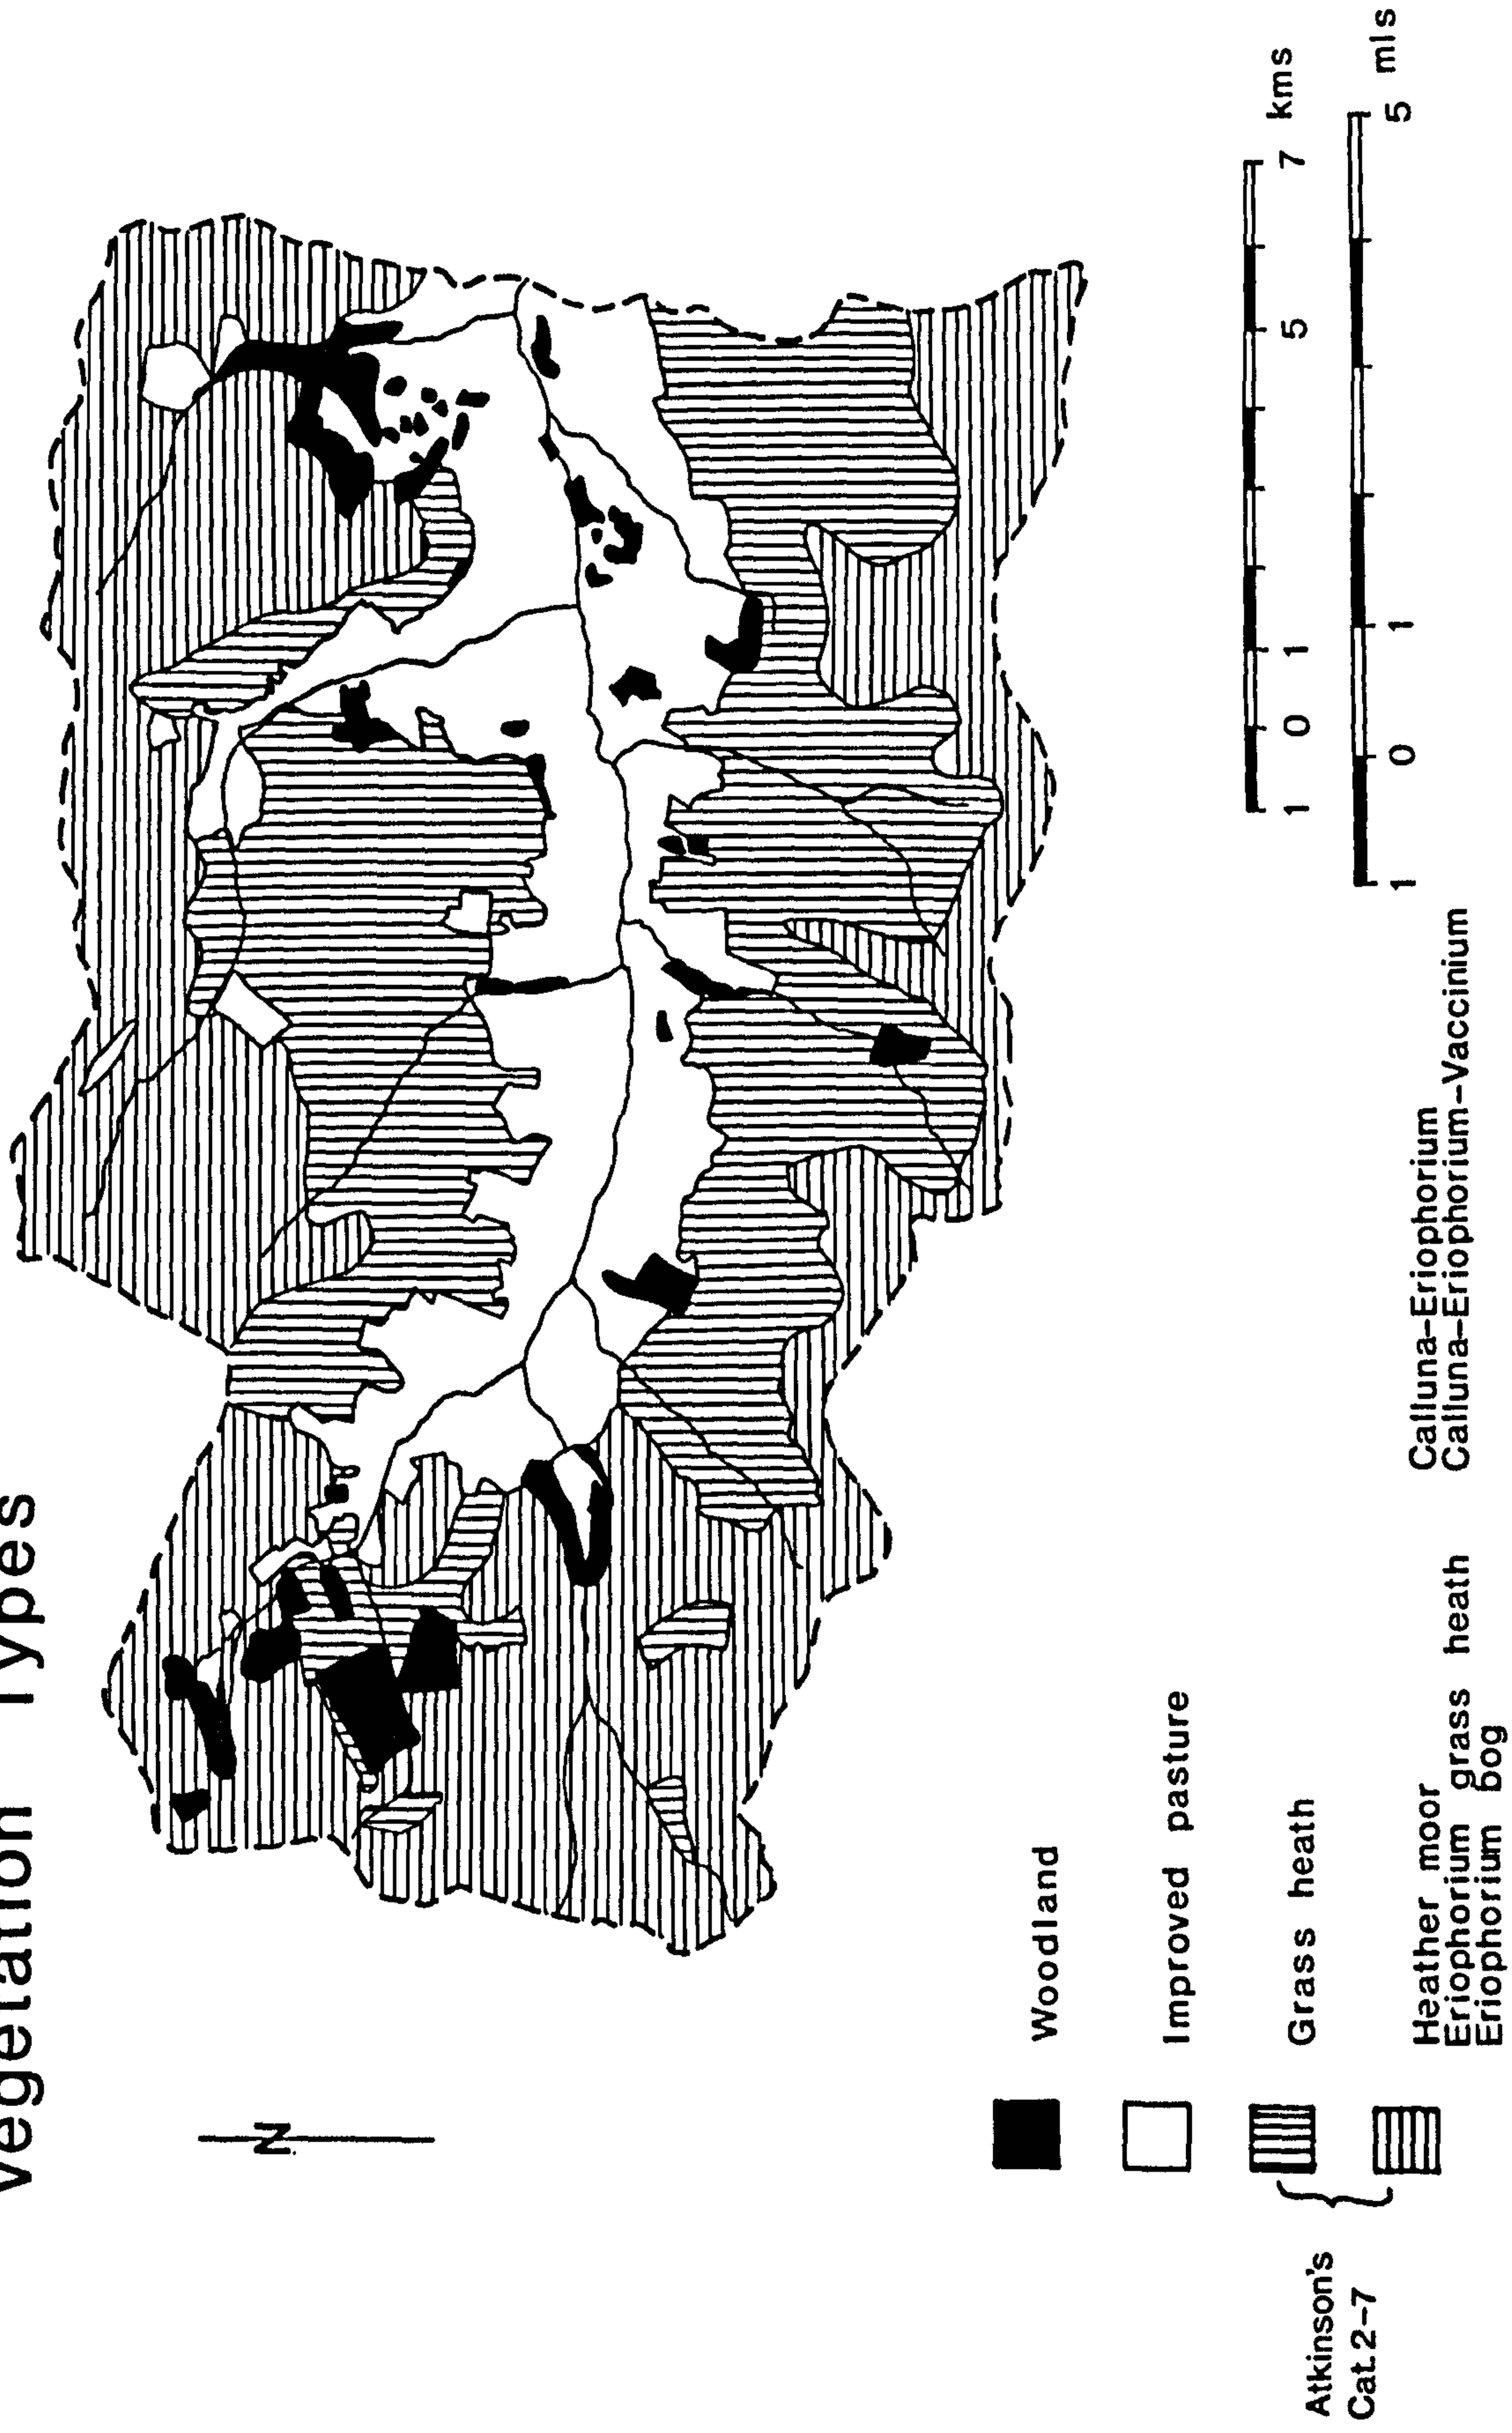 Vegetation Types
N
Woodland
Improved pasture
Grass heath
Heather moor
Eriophorium grass heath
Eriophorium bog
Calluna-Eriophorium
Calluna-Eriophorium-Vaccinium
Atkinson's
Cat.2-7
1 0 1 5 7 kms
1 0 1 5 mls